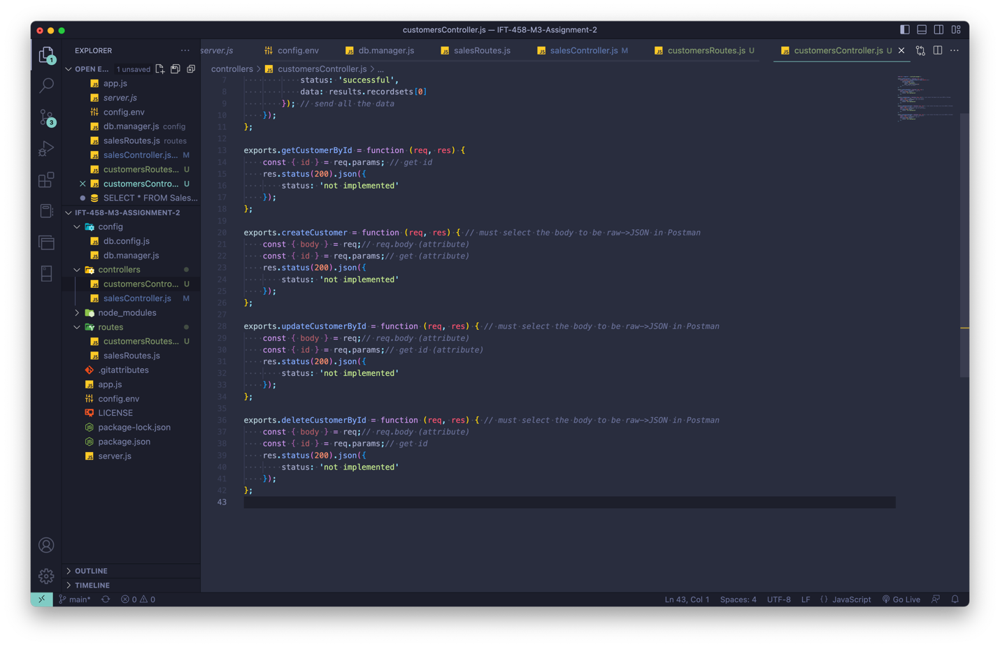 customersController.js — IFT-458-M3-Assignment-2
EXPLORER
server.js
config.env
db.manager.js
salesRoutes.js
salesController.js M
customersRoutes.js U
customersController.js U
OPEN E... 1 unsaved
app.js
server.js
config.env
db.manager.js config
salesRoutes.js routes
salesController.js... M
customersRoutes... U
customersContro... U
SELECT * FROM Sales...
IFT-458-M3-ASSIGNMENT-2
config
db.config.js
db.manager.js
controllers
customersContro... U
salesController.js M
node_modules
routes
customersRoutes... U
salesRoutes.js
.gitattributes
app.js
config.env
LICENSE
package-lock.json
package.json
server.js
OUTLINE
TIMELINE
1
3
controllers > customersController.js > ...
7 status: 'successful',
8 data: results.recordsets[0]
9 }); // send all the data
10 });
11 };
12
13 exports.getCustomerById = function (req, res) {
14 const { id } = req.params; // get id
15 res.status(200).json({
16 status: 'not implemented'
17 });
18 };
19
20 exports.createCustomer = function (req, res) { // must select the body to be raw->JSON in Postman
21 const { body } = req;// req.body (attribute)
22 const { id } = req.params;// get (attribute)
23 res.status(200).json({
24 status: 'not implemented'
25 });
26 };
27
28 exports.updateCustomerById = function (req, res) { // must select the body to be raw->JSON in Postman
29 const { body } = req;// req.body (attribute)
30 const { id } = req.params;// get id (attribute)
31 res.status(200).json({
32 status: 'not implemented'
33 });
34 };
35
36 exports.deleteCustomerById = function (req, res) { // must select the body to be raw->JSON in Postman
37 const { body } = req;// req.body (attribute)
38 const { id } = req.params;// get id
39 res.status(200).json({
40 status: 'not implemented'
41 });
42 };
43
main* 0 0
Ln 43, Col 1 Spaces: 4 UTF-8 LF {} JavaScript Go Live